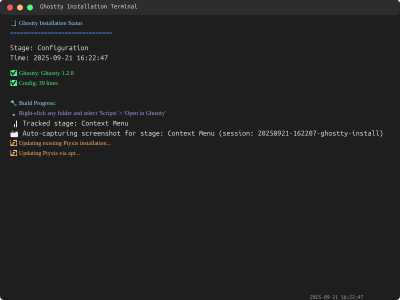 Ghostty Installation Terminal
Ghostty Installation Status
==============================
Stage: Configuration
Time: 2025-09-21 16:22:47
✅ Ghostty: Ghostty 1.2.0
✅ Config: 39 lines
🔨 Build Progress:
• Right-click any folder and select 'Scripts' > 'Open in Ghostty'
📊 Tracked stage: Context Menu
📸 Auto-capturing screenshot for stage: Context Menu (session: 20250921-162207-ghostty-install)
🔄 Updating existing Ptyxis installation...
🔄 Updating Ptyxis via apt...
2025-09-21 16:22:47